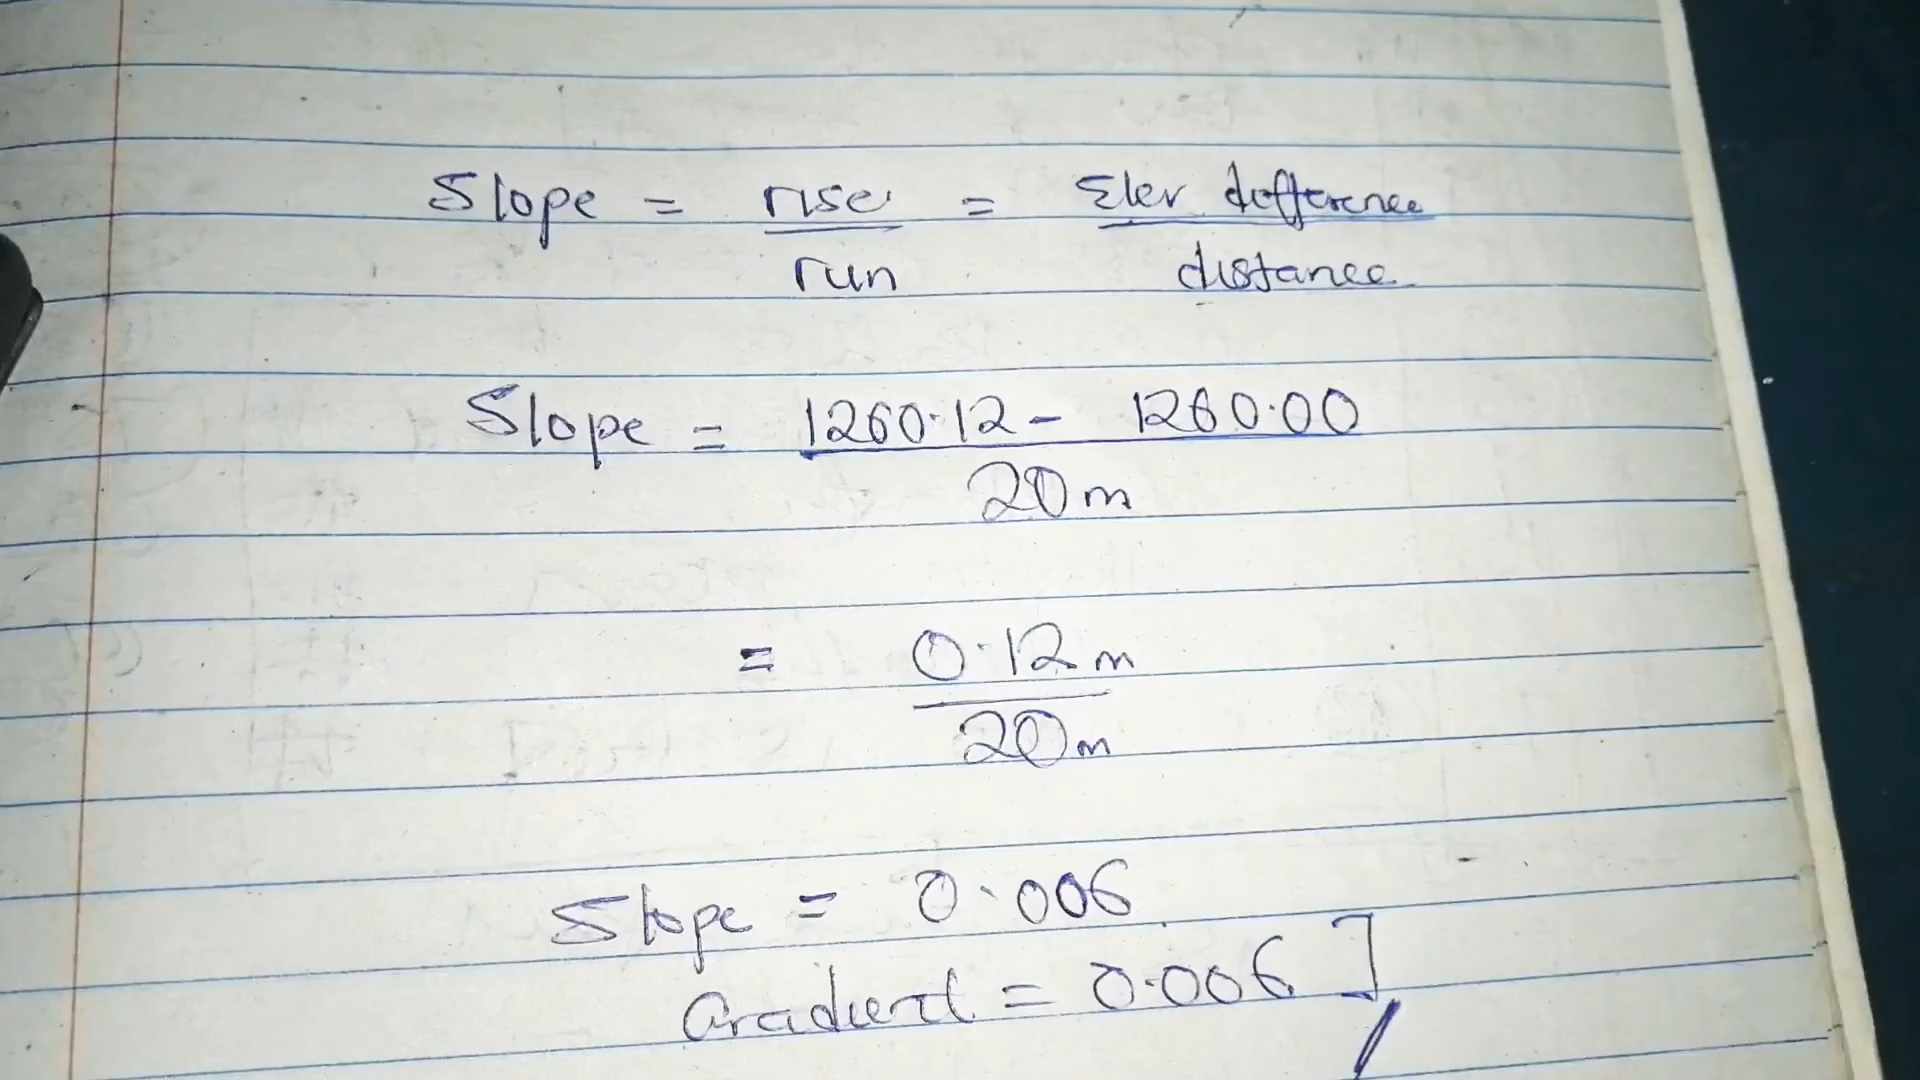 Slope = rise = Elev difference
run distance
Slope = 1260.12 - 1260.00
20m
= 0.12m
20m
Slope = 0.006
Gradient = 0.006]